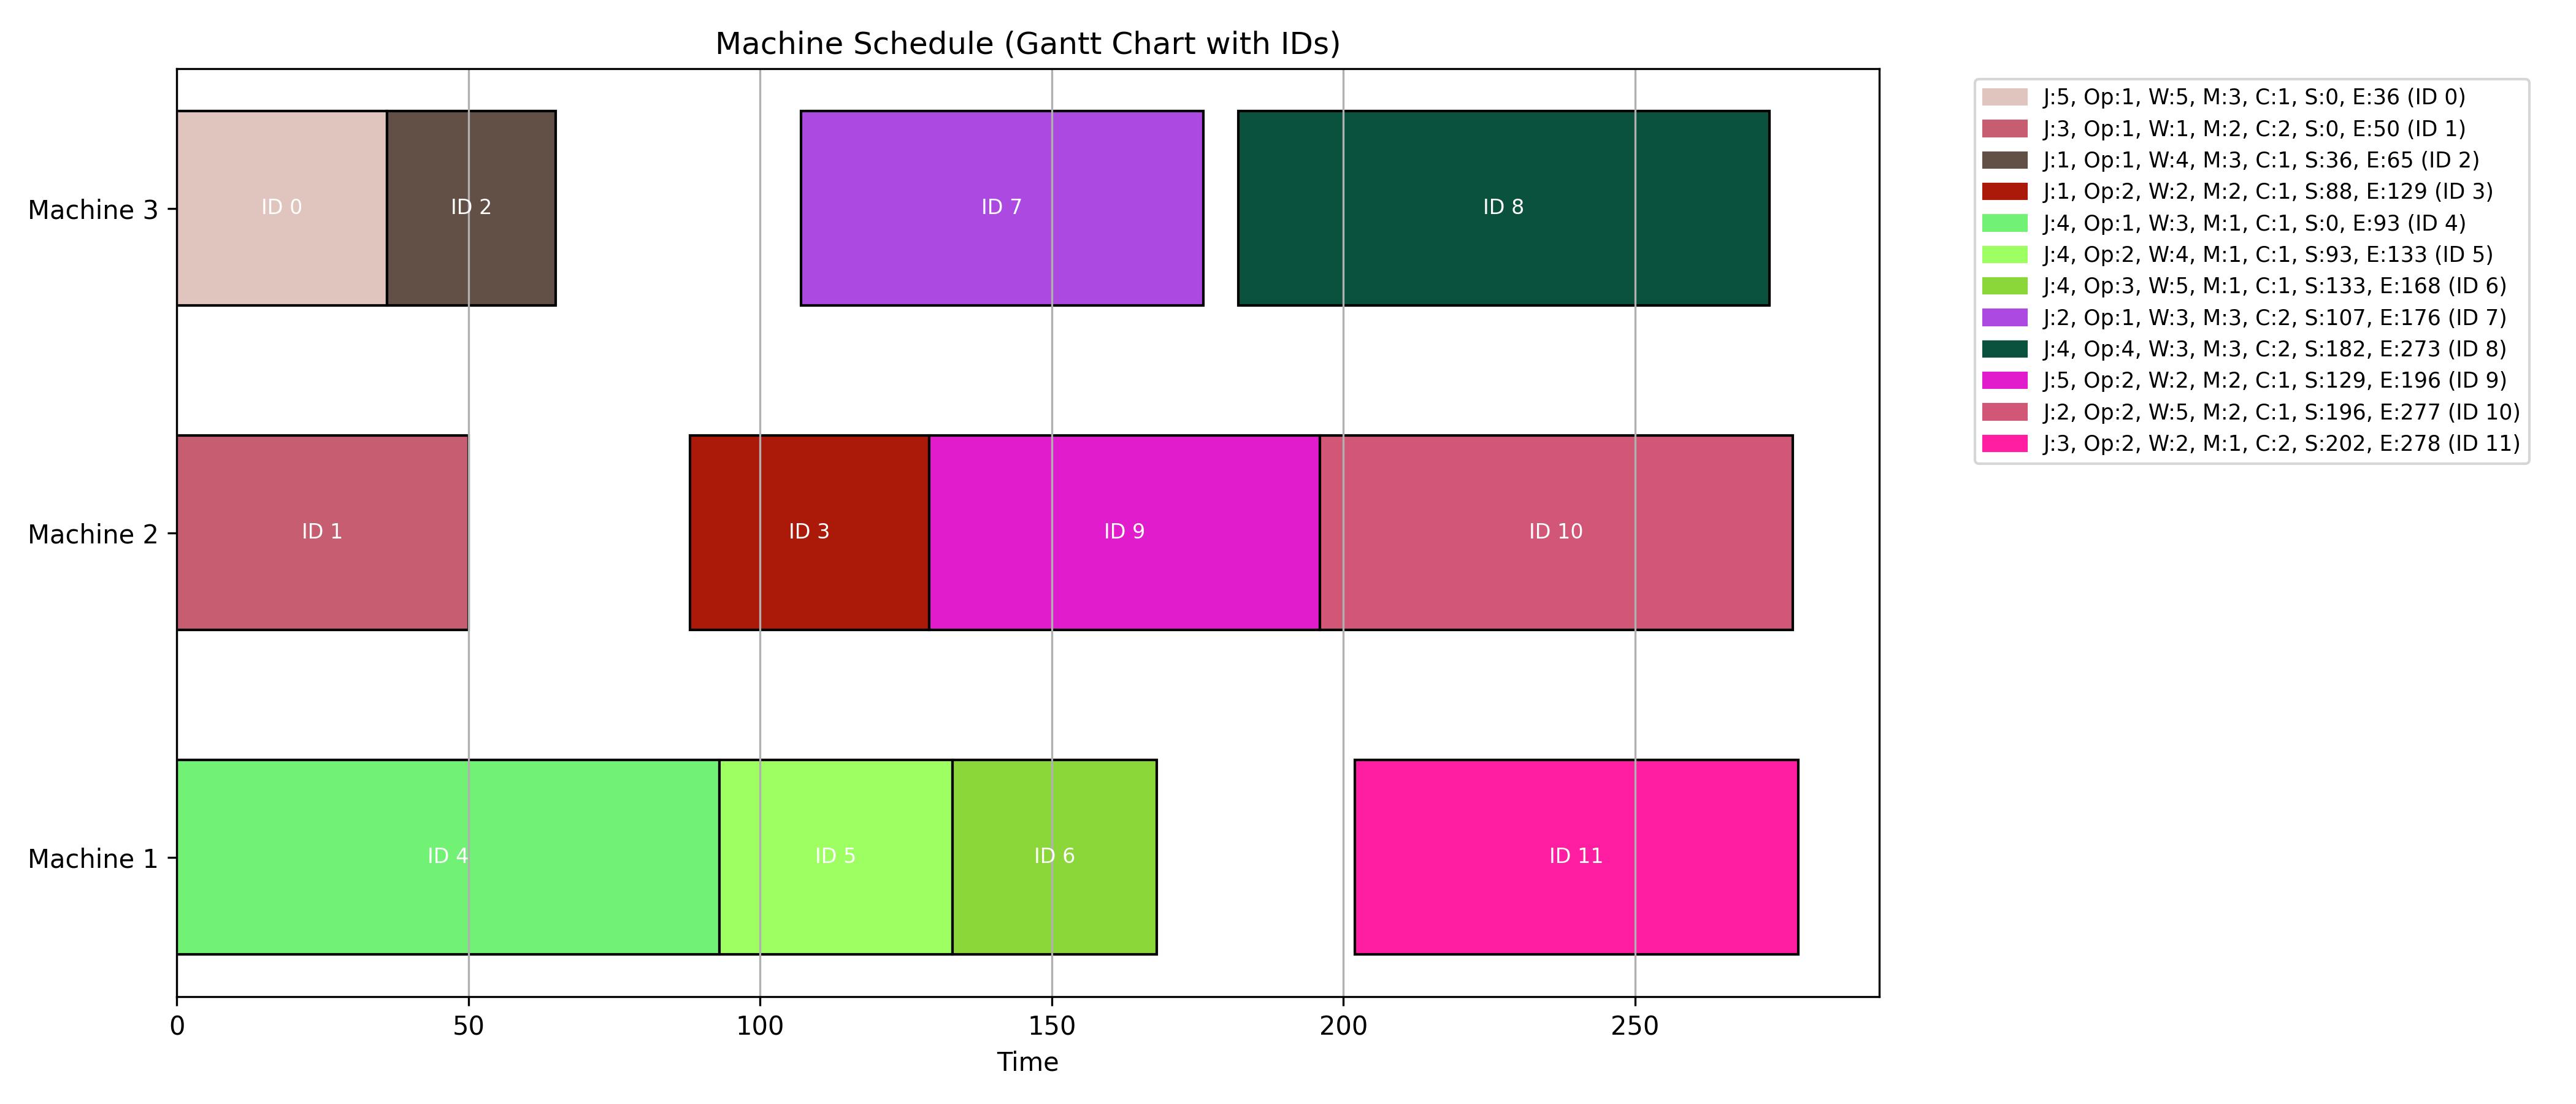 Machine Schedule (Gantt Chart with IDs)
Machine 3
ID 0
ID 2
ID 7
ID 8
Machine 2
ID 1
ID 3
ID 9
ID 10
Machine 1
ID 4
ID 5
ID 6
ID 11
0
50
100
150
200
250
Time
J:5, Op:1, W:5, M:3, C:1, S:0, E:36 (ID 0)
J:3, Op:1, W:1, M:2, C:2, S:0, E:50 (ID 1)
J:1, Op:1, W:4, M:3, C:1, S:36, E:65 (ID 2)
J:1, Op:2, W:2, M:2, C:1, S:88, E:129 (ID 3)
J:4, Op:1, W:3, M:1, C:1, S:0, E:93 (ID 4)
J:4, Op:2, W:4, M:1, C:1, S:93, E:133 (ID 5)
J:4, Op:3, W:5, M:1, C:1, S:133, E:168 (ID 6)
J:2, Op:1, W:3, M:3, C:2, S:107, E:176 (ID 7)
J:4, Op:4, W:3, M:3, C:2, S:182, E:273 (ID 8)
J:5, Op:2, W:2, M:2, C:1, S:129, E:196 (ID 9)
J:2, Op:2, W:5, M:2, C:1, S:196, E:277 (ID 10)
J:3, Op:2, W:2, M:1, C:2, S:202, E:278 (ID 11)